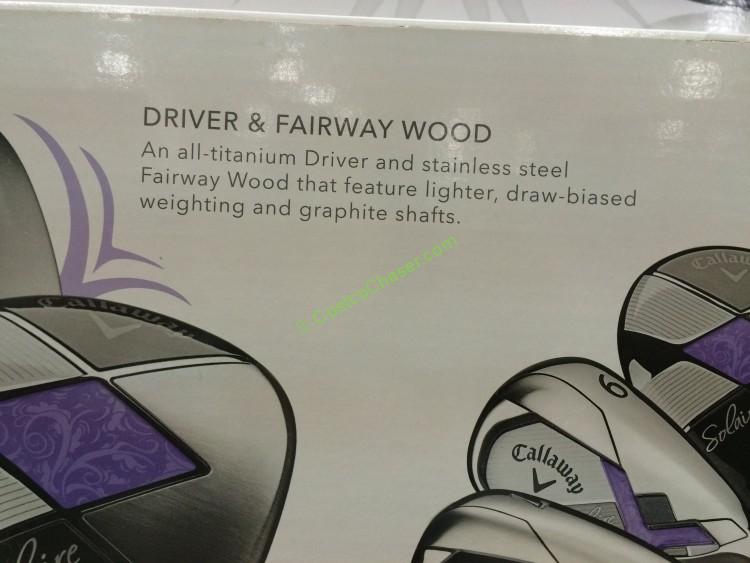 DRIVER & FAIRWAY WOOD
An all-titanium Driver and stainless steel
Fairway Wood that feature lighter, draw-biased
weighting and graphite shafts.
© CostcoChaser.com
Callaway
Callaway
6
Callaway